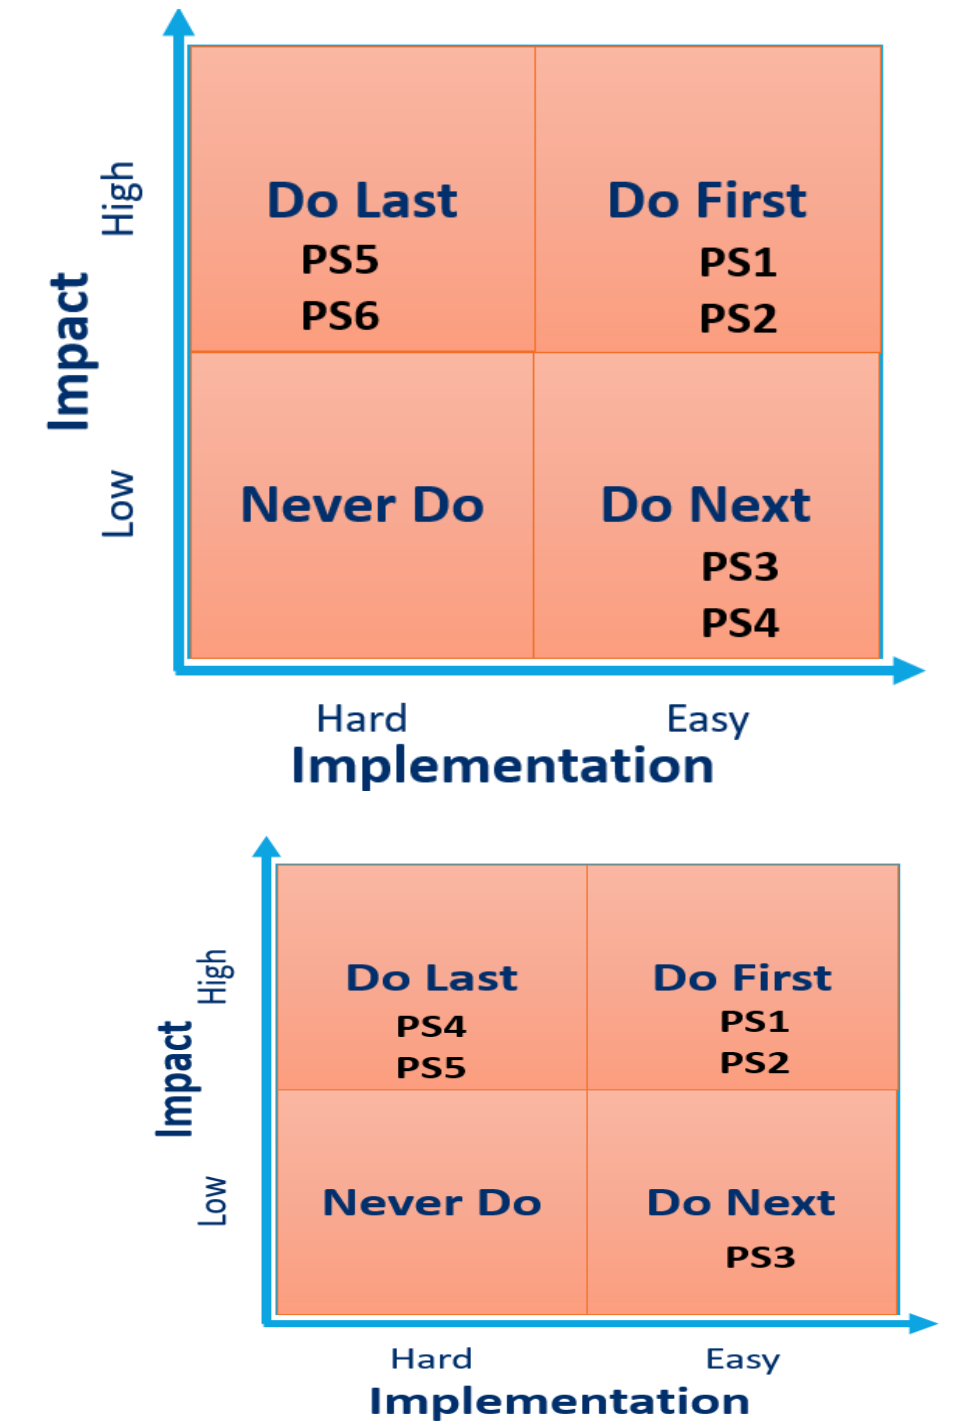 High
Impact
Low
Do Last
PS5
PS6
Do First
PS1
PS2
Never Do
Do Next
PS3
PS4
Hard
Easy
Implementation
High
Impact
Low
Do Last
PS4
PS5
Do First
PS1
PS2
Never Do
Do Next
PS3
Hard
Easy
Implementation